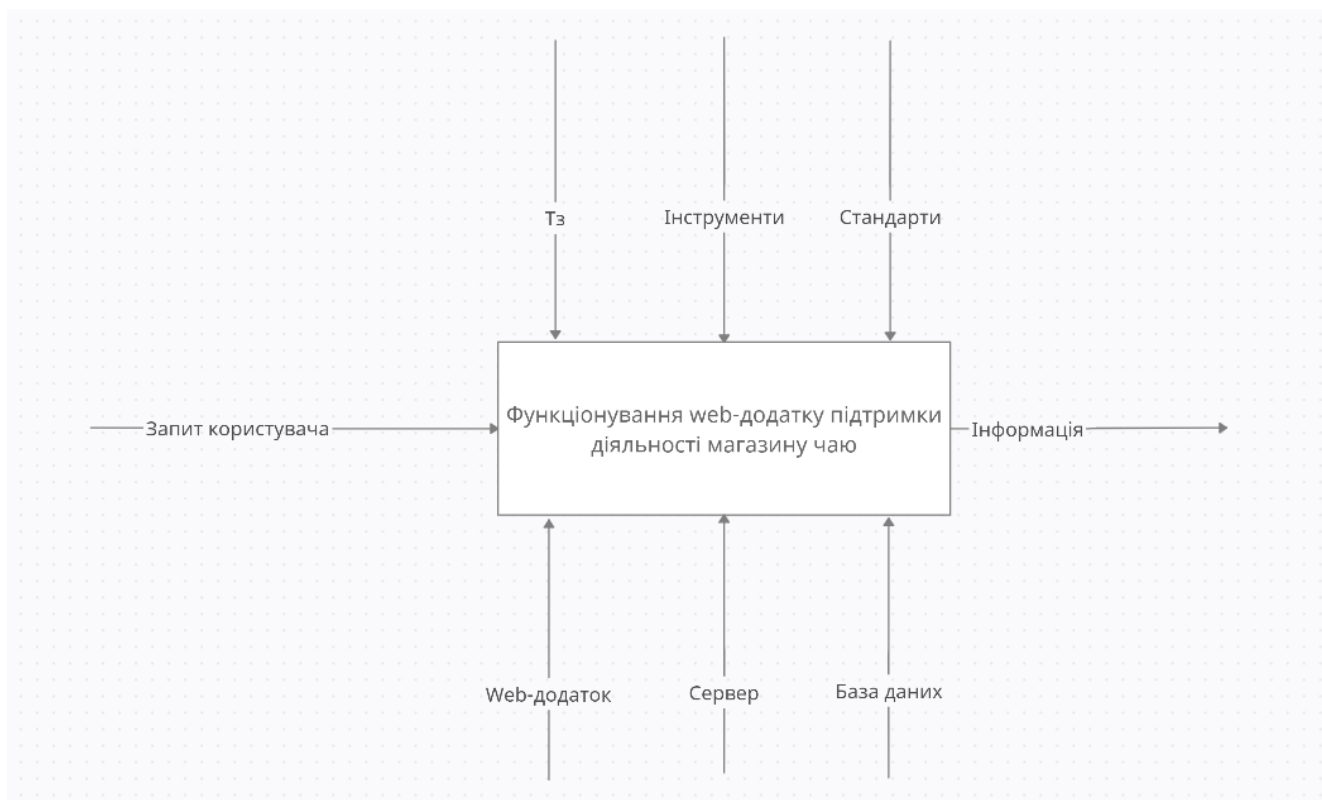 Тз
Інструменти
Стандарти
Запит користувача
Функціонування web-додатку підтримки
діяльності магазину чаю
Інформація
Web-додаток
Сервер
База даних